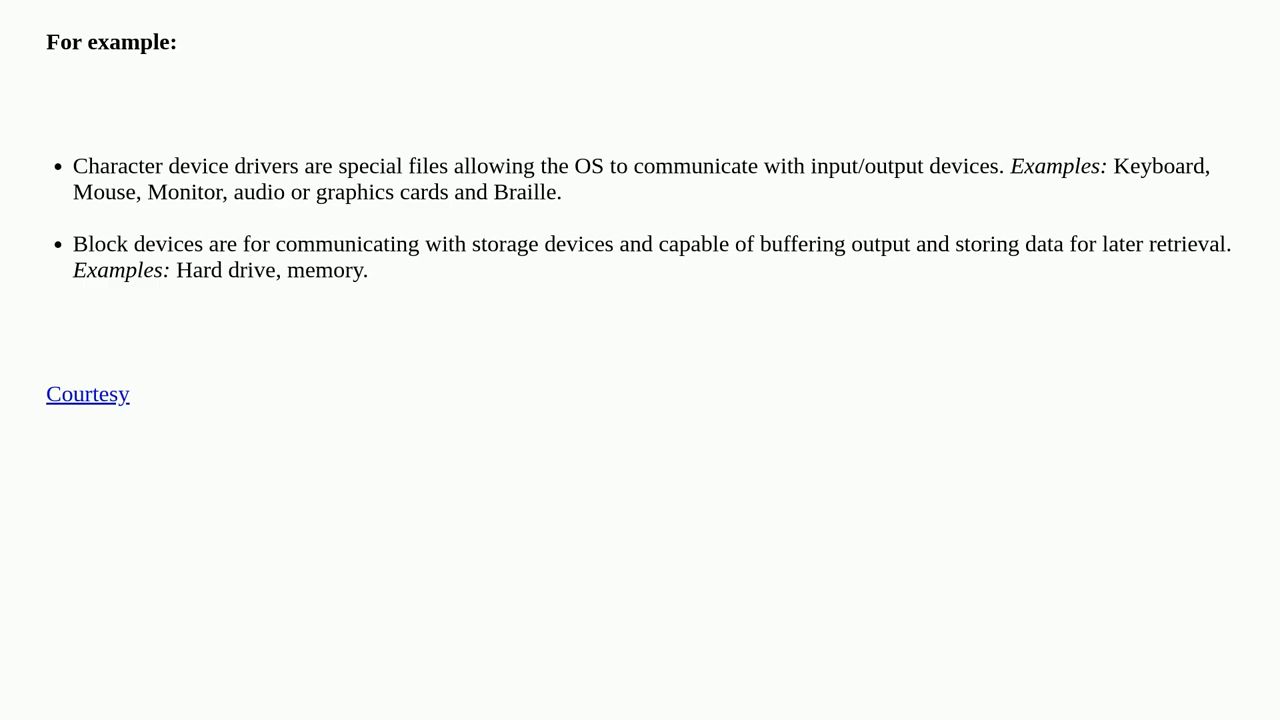 For example:
• Character device drivers are special files allowing the OS to communicate with input/output devices. Examples: Keyboard,
Mouse, Monitor, audio or graphics cards and Braille.
• Block devices are for communicating with storage devices and capable of buffering output and storing data for later retrieval.
Examples: Hard drive, memory.
Courtesy